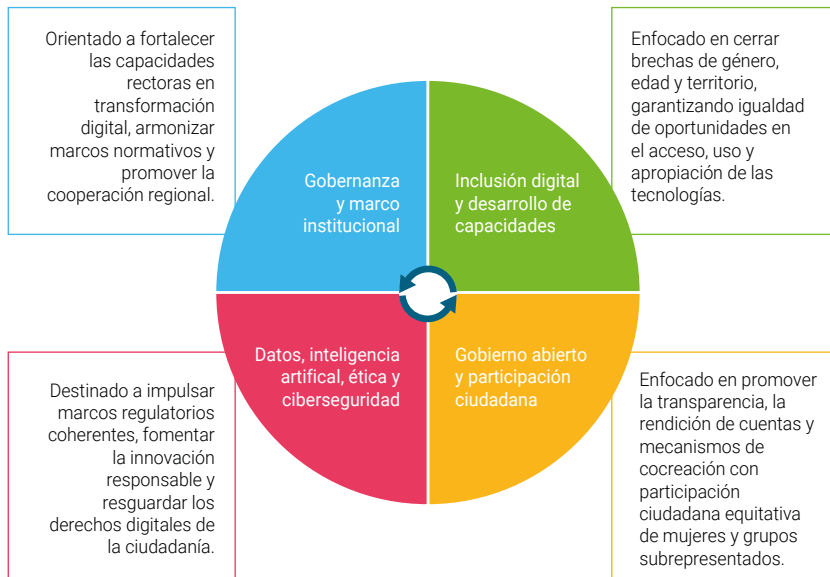 Orientado a fortalecer
las capacidades
rectoras en
transformación
digital, armonizar
marcos normativos y
promover la
cooperación regional.
Enfocado en cerrar
brechas de género,
edad y territorio,
garantizando igualdad
de oportunidades en
el acceso, uso y
apropiación de las
tecnologías.
Gobernanza
y marco
institucional
Inclusión digital
y desarrollo de
capacidades
Datos, inteligencia
artifical, ética y
ciberseguridad
Gobierno abierto
y participación
ciudadana
Destinado a impulsar
marcos regulatorios
coherentes, fomentar
la innovación
responsable y
resguardar los
derechos digitales de
la ciudadanía.
Enfocado en promover
la transparencia, la
rendición de cuentas y
mecanismos de
cocreación con
participación
ciudadana equitativa
de mujeres y grupos
subrepresentados.